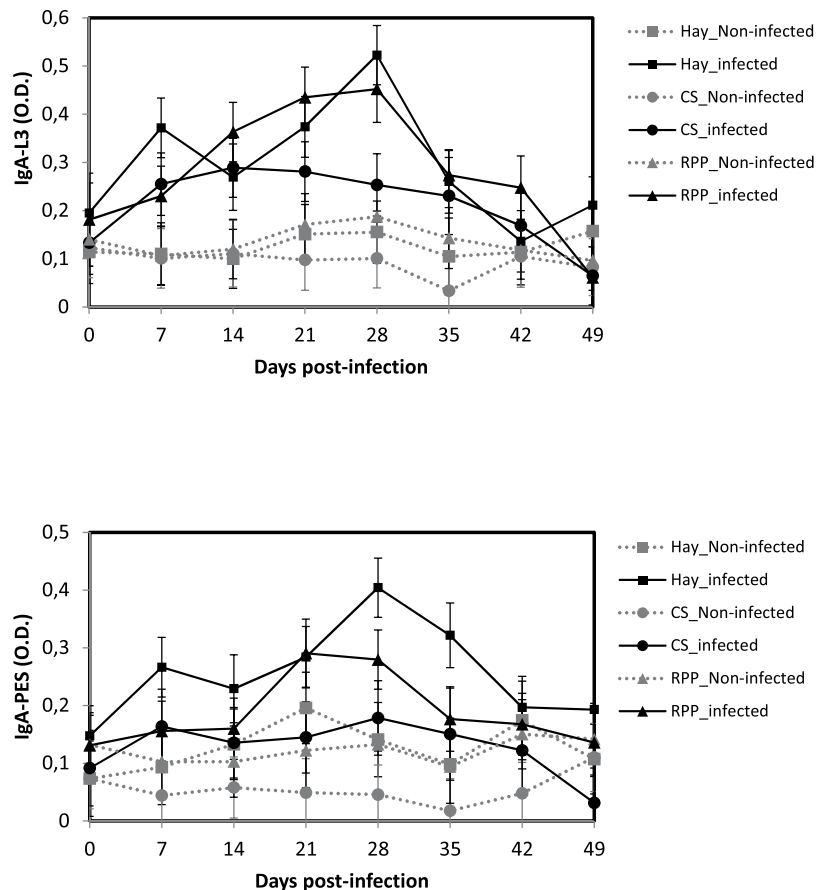 0,6
0,5
0,4
0,3
0,2
0,1
0
IgA-L3 (O.D.)
0 7 14 21 28 35 42 49
Days post-infection
Hay_Non-infected
Hay_infected
CS_Non-infected
CS_infected
RPP_Non-infected
RPP_infected
0,5
0,4
0,3
0,2
0,1
0
IgA-PES (O.D.)
0 7 14 21 28 35 42 49
Days post-infection
Hay_Non-infected
Hay_infected
CS_Non-infected
CS_infected
RPP_Non-infected
RPP_infected